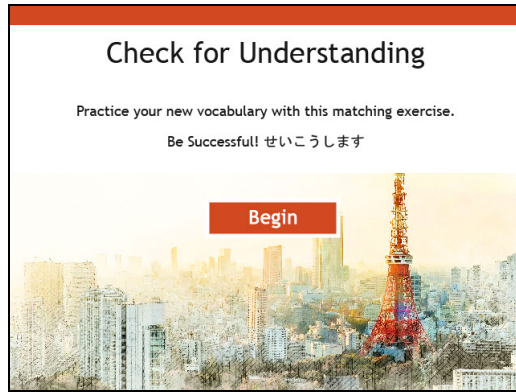 Check for Understanding
Practice your new vocabulary with this matching exercise.
Be Successful! せいこうします
Begin